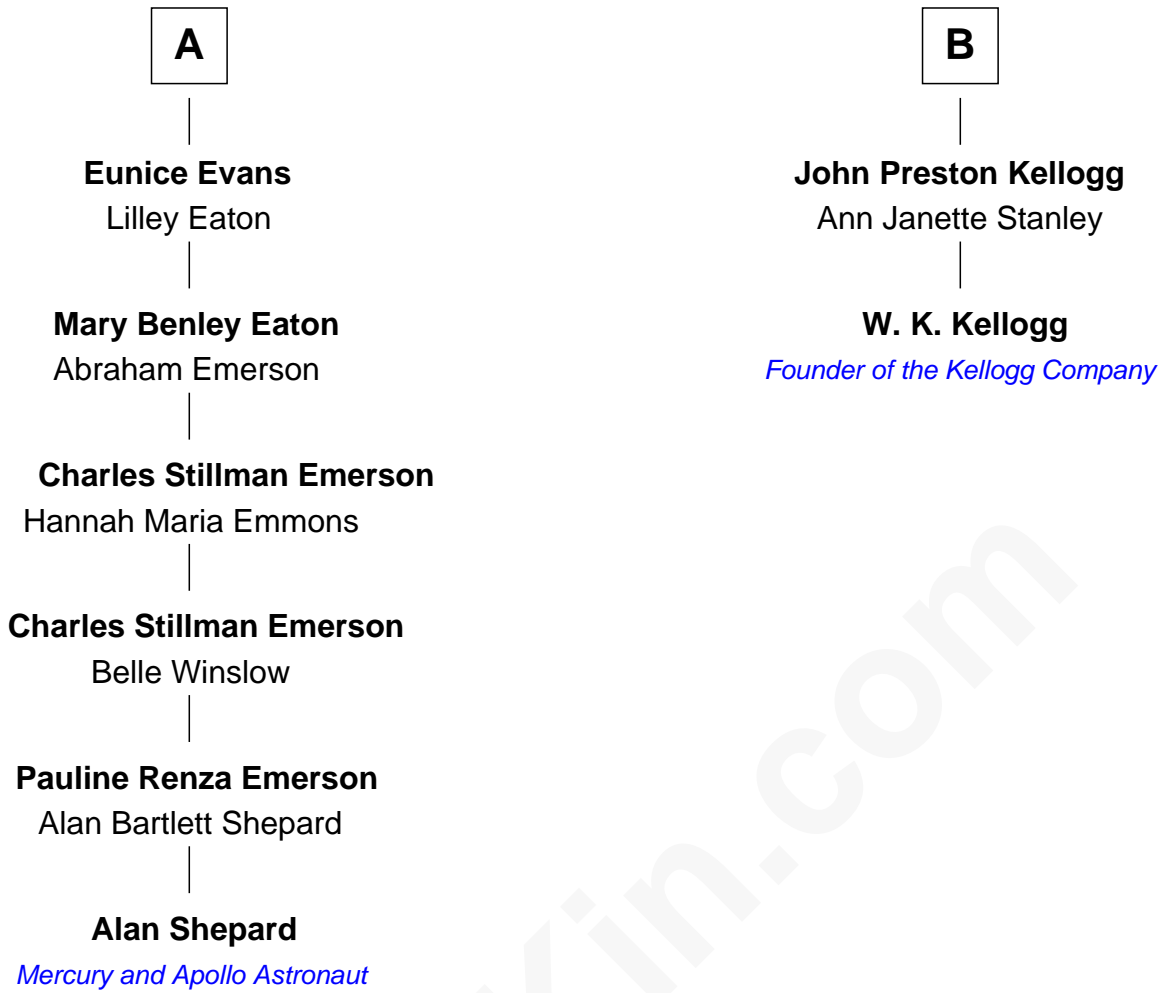 A
Eunice Evans
Lilley Eaton
Mary Benley Eaton
Abraham Emerson
Charles Stillman Emerson
Hannah Maria Emmons
Charles Stillman Emerson
Belle Winslow
Pauline Renza Emerson
Alan Bartlett Shepard
Alan Shepard
Mercury and Apollo Astronaut
B
John Preston Kellogg
Ann Janette Stanley
W. K. Kellogg
Founder of the Kellogg Company
kin.com